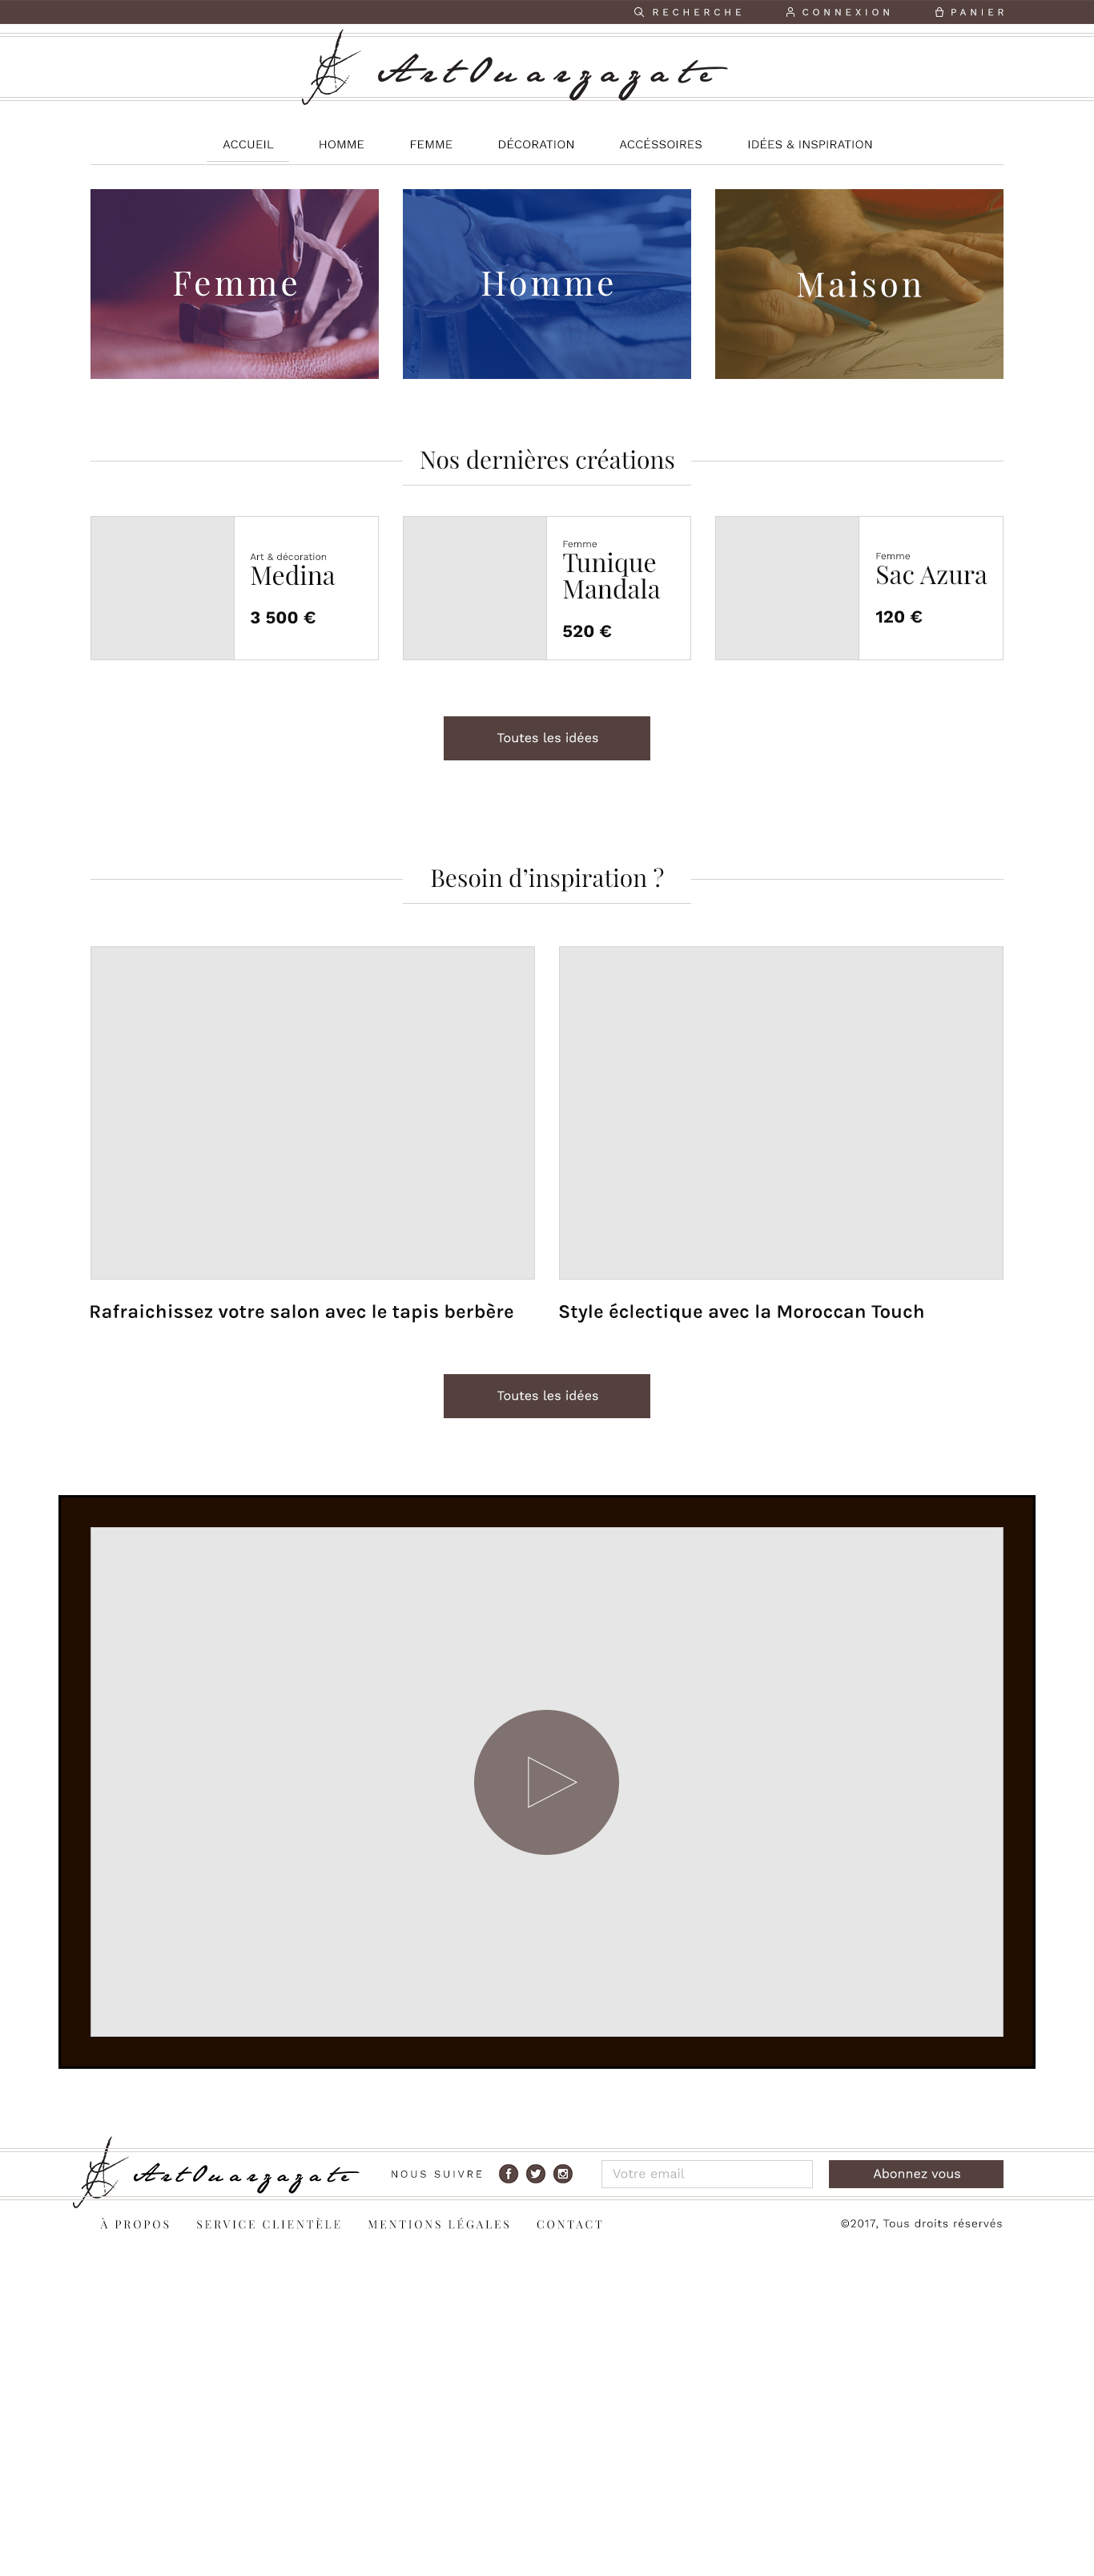 RECHERCHE CONNEXION PANIER
ArtOuarzazate
ACCUEIL HOMME FEMME DÉCORATION ACCÉSSOIRES IDÉES & INSPIRATION
Femme Homme Maison
Nos dernières créations
Art & décoration
Medina
3 500 €
Femme
Tunique
Mandala
520 €
Femme
Sac Azura
120 €
Toutes les idées
Besoin d’inspiration ?
Rafraichissez votre salon avec le tapis berbère
Style éclectique avec la Moroccan Touch
Toutes les idées
ArtOuarzazate NOUS SUIVRE Votre email Abonnez vous
À PROPOS SERVICE CLIENTÈLE MENTIONS LÉGALES CONTACT ©2017, Tous droits réservés